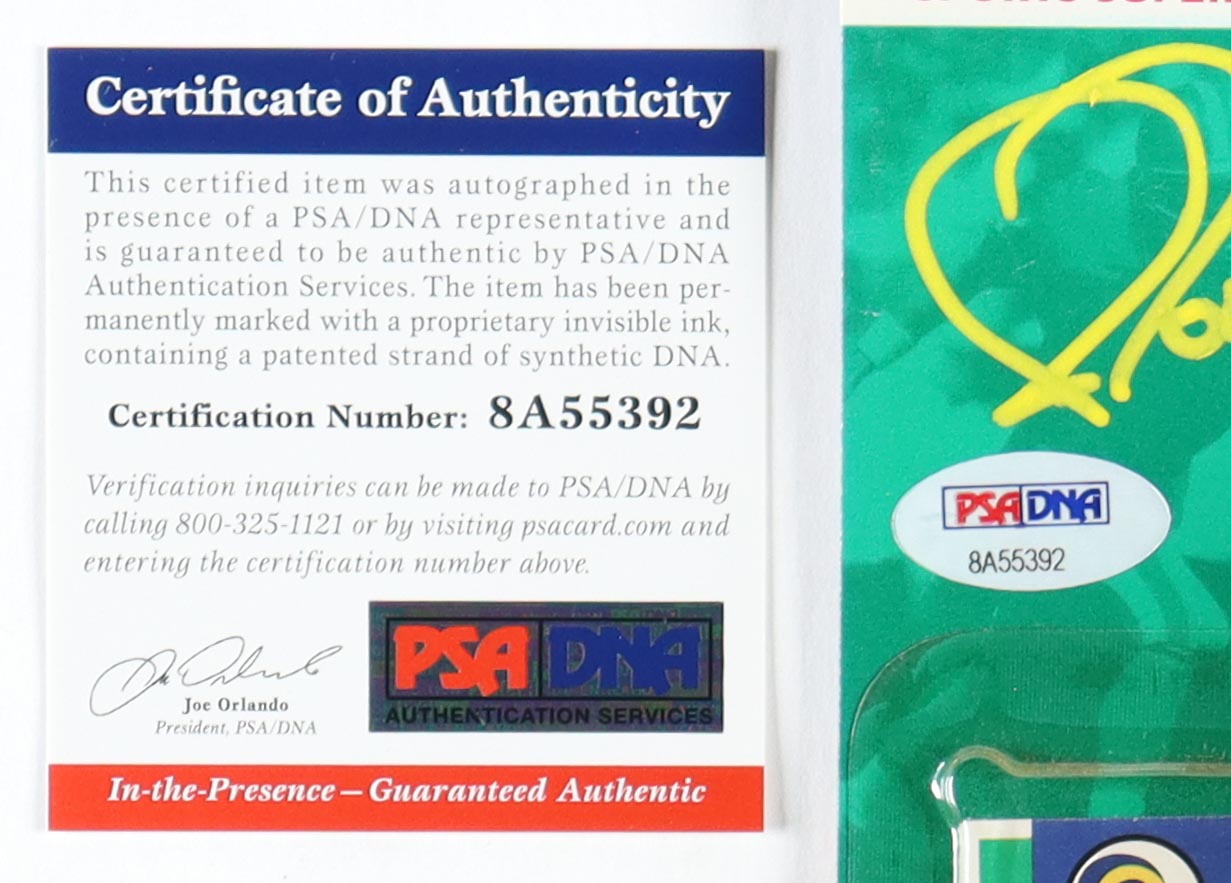 Certificate of Authenticity
This certified item was autographed in the
presence of a PSA/DNA representative and
is guaranteed to be authentic by PSA/DNA
Authentication Services. The item has been per-
manently marked with a proprietary invisible ink,
containing a patented strand of synthetic DNA.
Certification Number: 8A55392
Verification inquiries can be made to PSA/DNA by
calling 800-325-1121 or by visiting psacard.com and
entering the certification number above.
Joe Orlando
President, PSA/DNA
PSA DNA
AUTHENTICATION SERVICES
In-the-Presence – Guaranteed Authentic
PSA DNA
8A55392